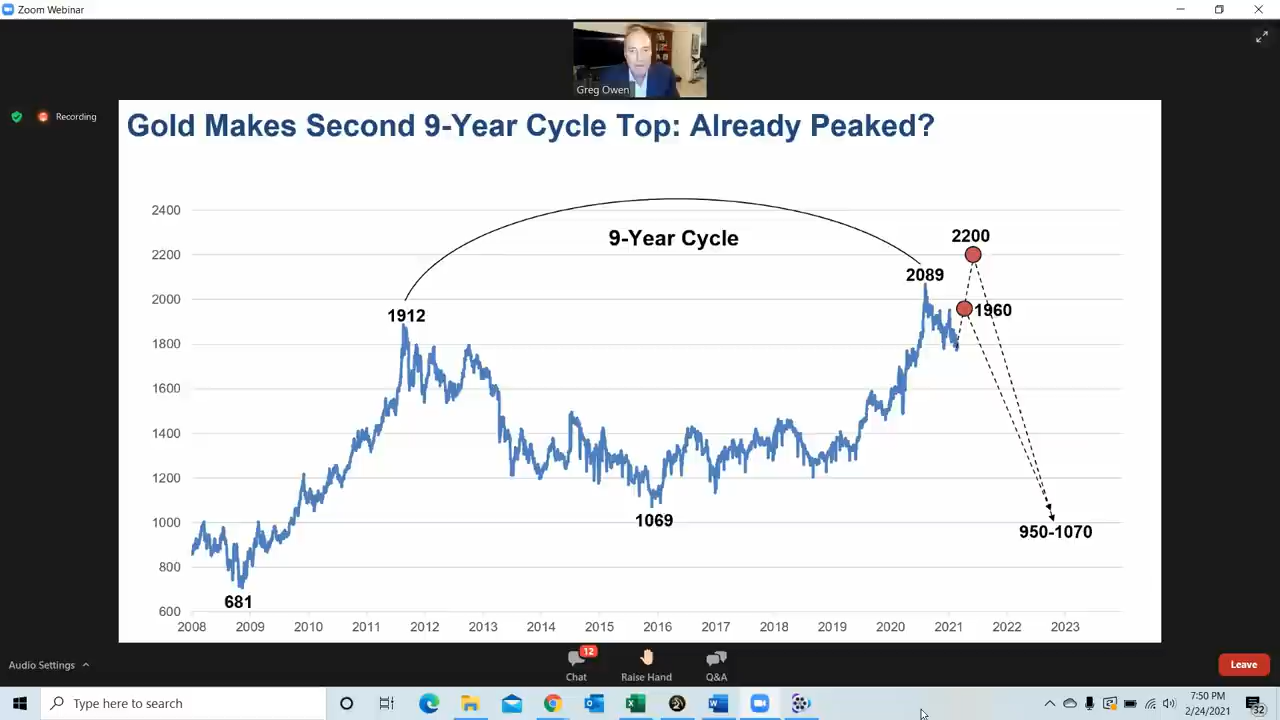 Zoom Webinar
Greg Owen
Recording
Gold Makes Second 9-Year Cycle Top: Already Peaked?
2400
2200
2000
1800
1600
1400
1200
1000
800
600
9-Year Cycle
1912
2089
2200
1960
1069
681
950-1070
2008 2009 2010 2011 2012 2013 2014 2015 2016 2017 2018 2019 2020 2021 2022 2023
Audio Settings
12
Chat
Raise Hand
Q&A
Leave
Type here to search
7:50 PM
2/24/2021
32